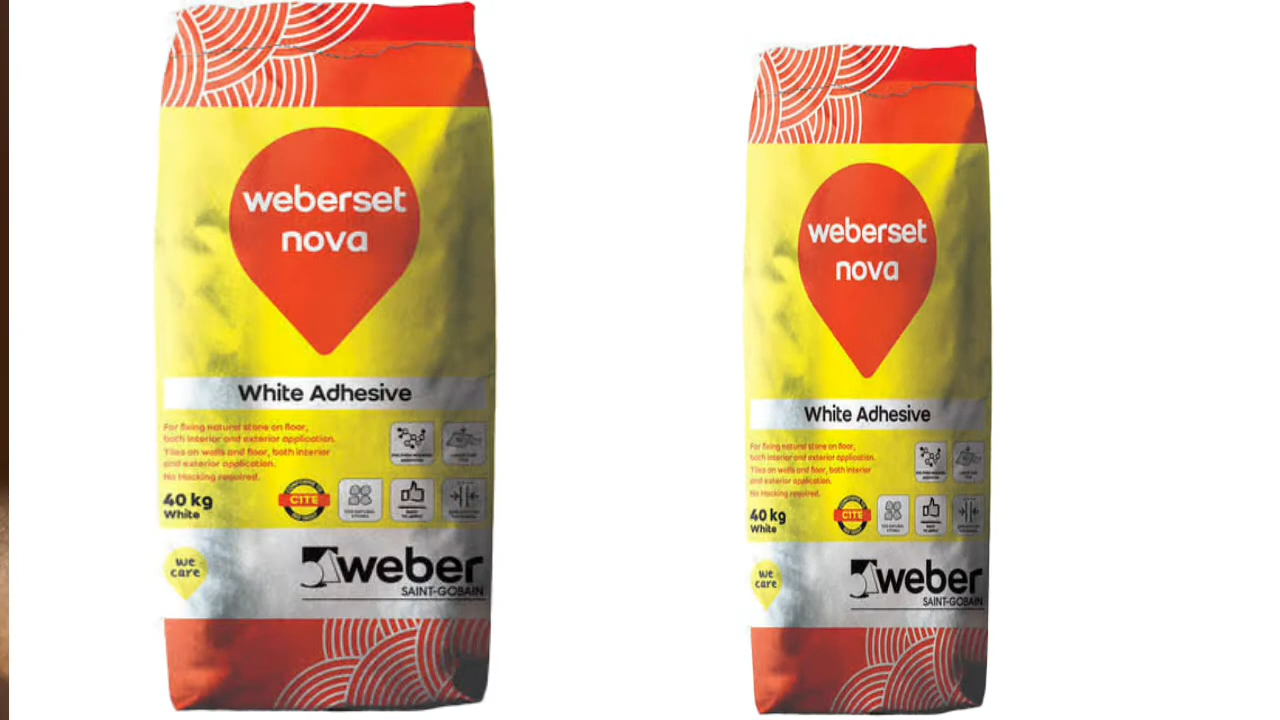 weberset
nova
White Adhesive
For fixing natural stone on floor,
both interior and exterior application.
Tiles on walls and floor, both interior
and exterior application.
No Hacking required.
40 kg
White
C1TE
we
care
weber
SAINT-GOBAIN
weberset
nova
White Adhesive
For fixing natural stone on floor,
both interior and exterior application.
Tiles on walls and floor, both interior
and exterior application.
No Hacking required.
40 kg
White
C1TE
we
care
weber
SAINT-GOBAIN